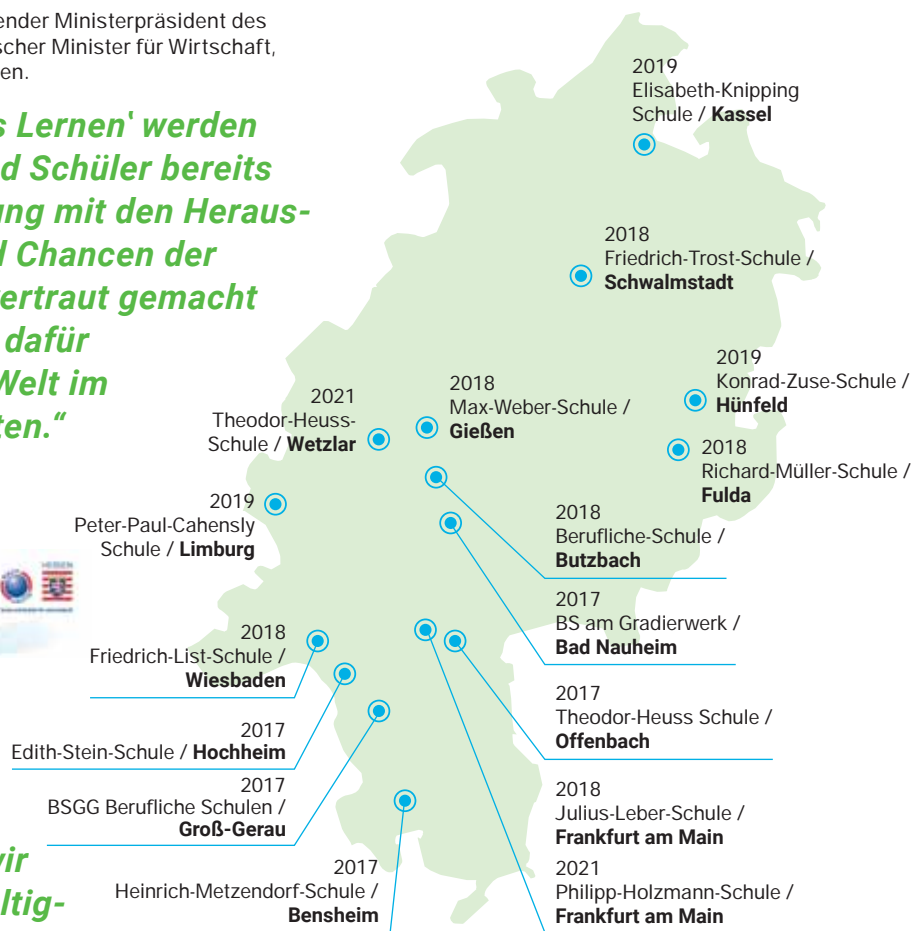 ender Ministerpräsident des
scher Minister für Wirtschaft,
en.
s Lernen‘ werden
d Schüler bereits
ung mit den Heraus-
d Chancen der
vertraut gemacht
dafür
Welt im
ten.“
2019
Elisabeth-Knipping
Schule / Kassel
2018
Friedrich-Trost-Schule /
Schwalmstadt
2019
Konrad-Zuse-Schule /
Hünfeld
2021
Theodor-Heuss-
Schule / Wetzlar
2018
Max-Weber-Schule /
Gießen
2018
Richard-Müller-Schule /
Fulda
2019
Peter-Paul-Cahensly
Schule / Limburg
2018
Berufliche-Schule /
Butzbach
HESSEN
2017
BS am Gradierwerk /
Bad Nauheim
2018
Friedrich-List-Schule /
Wiesbaden
2017
Theodor-Heuss Schule /
Offenbach
2017
Edith-Stein-Schule / Hochheim
2017
BSGG Berufliche Schulen /
Groß-Gerau
2018
Julius-Leber-Schule /
Frankfurt am Main
2017
Heinrich-Metzendorf-Schule /
Bensheim
2021
Philipp-Holzmann-Schule /
Frankfurt am Main
wir
ltig-